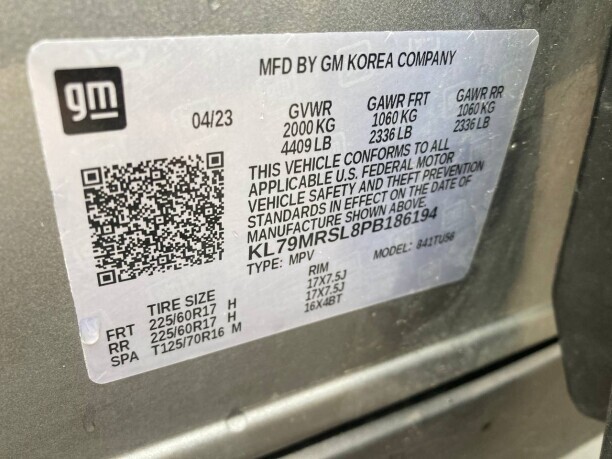 gm
MFD BY GM KOREA COMPANY
04/23
GVWR
2000 KG
4409 LB
GAWR FRT
1060 KG
2336 LB
GAWR RR
1060 KG
2336 LB
THIS VEHICLE CONFORMS TO ALL
APPLICABLE U.S. FEDERAL MOTOR
VEHICLE SAFETY AND THEFT PREVENTION
STANDARDS IN EFFECT ON THE DATE OF
MANUFACTURE SHOWN ABOVE.
KL79MRSL8PB186194
TYPE: MPV MODEL: 841TU56
TIRE SIZE RIM
FRT 225/60R17 H 17X7.5J
RR 225/60R17 H 17X7.5J
SPA T125/70R16 M 16X4BT